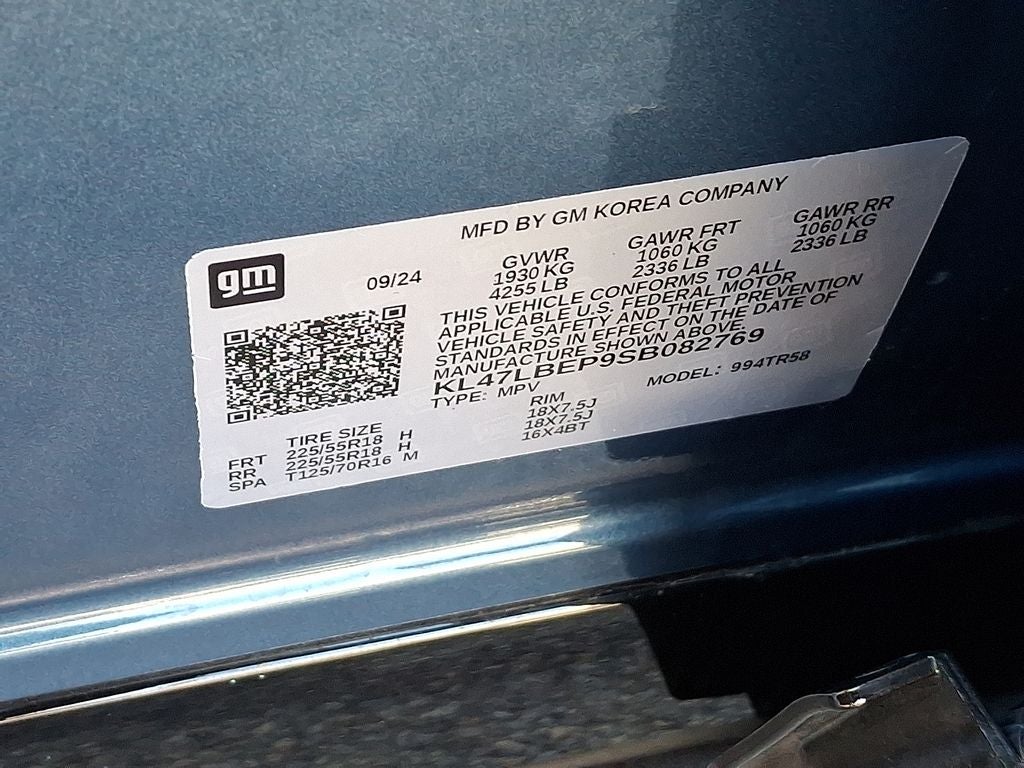 MFD BY GM KOREA COMPANY
gm
09/24
GVWR GAWR FRT GAWR RR
1930 KG 1060 KG 1060 KG
4255 LB 2336 LB 2336 LB
THIS VEHICLE CONFORMS TO ALL
APPLICABLE U.S. FEDERAL MOTOR
VEHICLE SAFETY AND THEFT PREVENTION
STANDARDS IN EFFECT ON THE DATE OF
MANUFACTURE SHOWN ABOVE.
KL47LBEP9SB082769
TYPE: MPV MODEL: 994TR58
TIRE SIZE RIM
FRT 225/55R18 H 18X7.5J
RR 225/55R18 H 18X7.5J
SPA T125/70R16 M 16X4BT